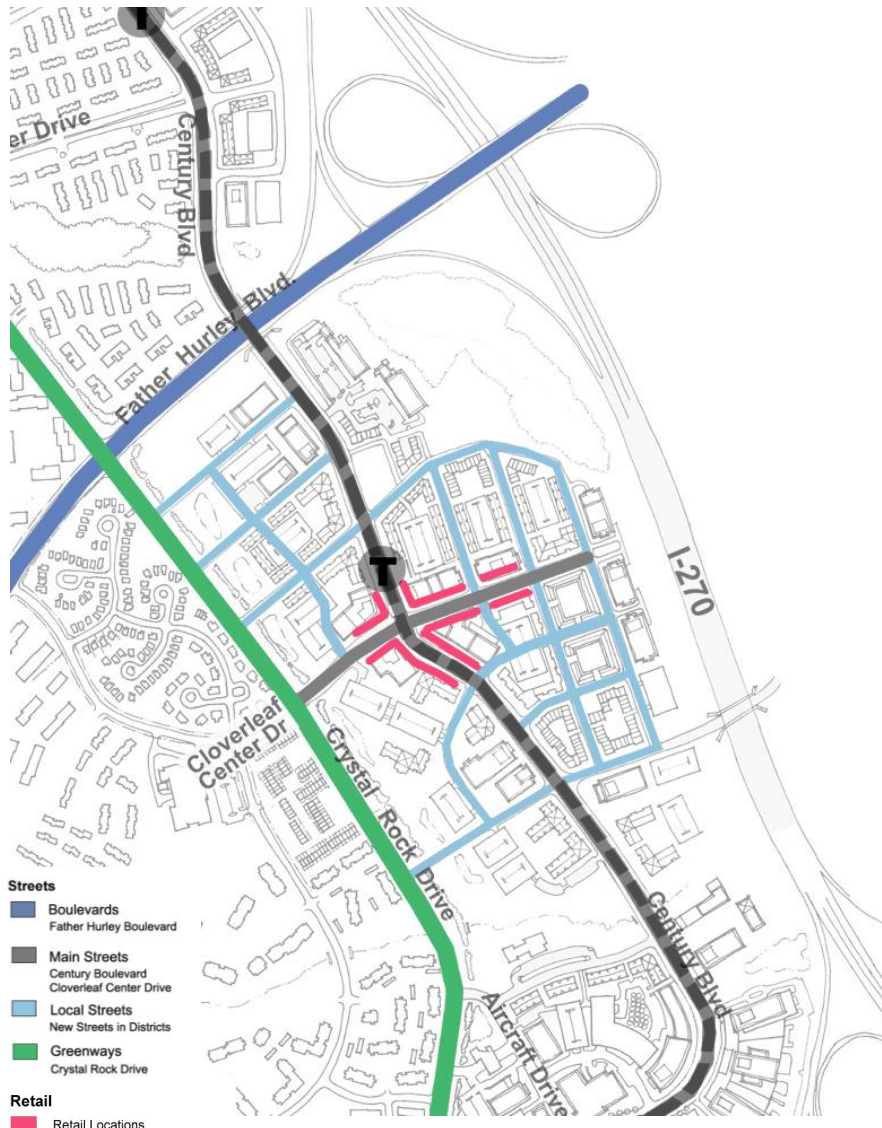 T
er Drive
Century Blvd
Father Hurley Blvd.
T
I-270
Cloverleaf
Center Dr
Crystal Rock Drive
Century Blvd
Aircraft Drive
Streets
Boulevards
Father Hurley Boulevard
Main Streets
Century Boulevard
Cloverleaf Center Drive
Local Streets
New Streets in Districts
Greenways
Crystal Rock Drive
Retail
Retail Locations